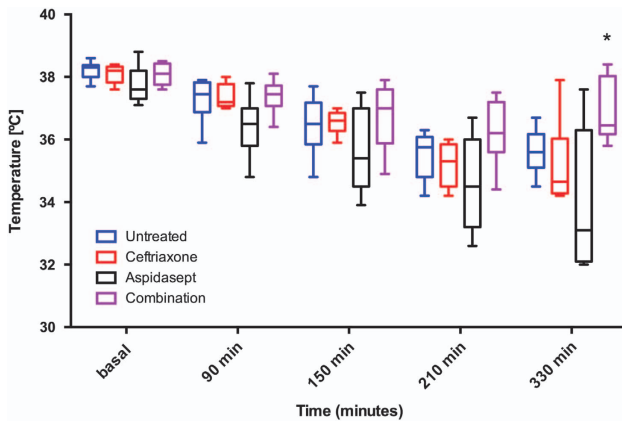 40
38
36
34
32
30
Temperature [ºC]
*
Untreated
Ceftriaxone
Aspidasept
Combination
basal
90 min
150 min
210 min
330 min
Time (minutes)